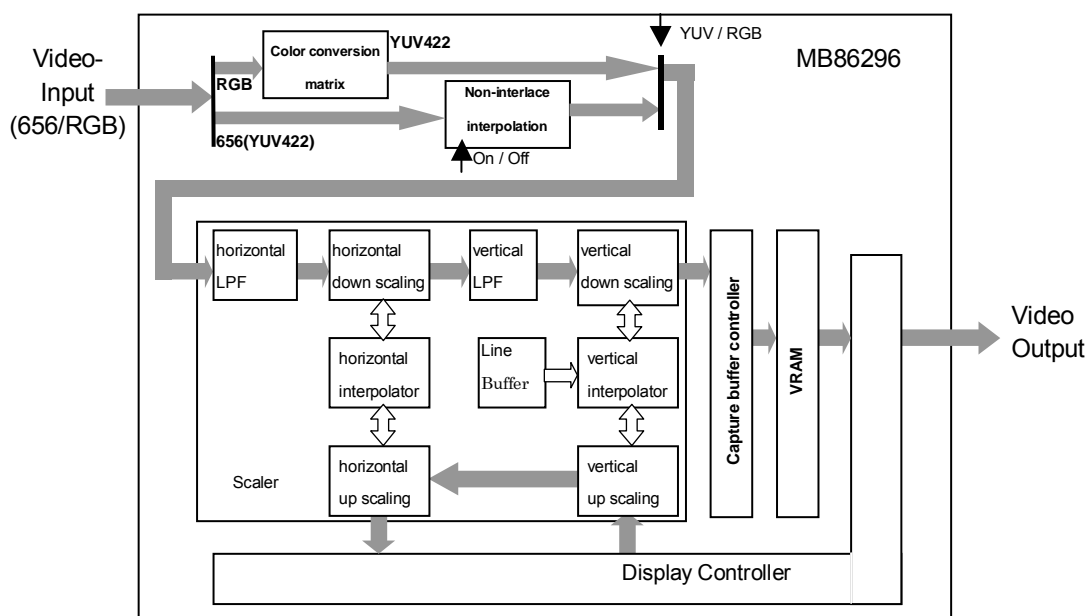 Video-
Input
(656/RGB)
RGB
Color conversion
matrix
YUV422
656(YUV422)
Non-interlace
interpolation
On / Off
YUV / RGB
MB86296
horizontal
LPF
horizontal
down scaling
vertical
LPF
vertical
down scaling
horizontal
interpolator
Line
Buffer
vertical
interpolator
Scaler
horizontal
up scaling
vertical
up scaling
Capture buffer controller
VRAM
Video
Output
Display Controller